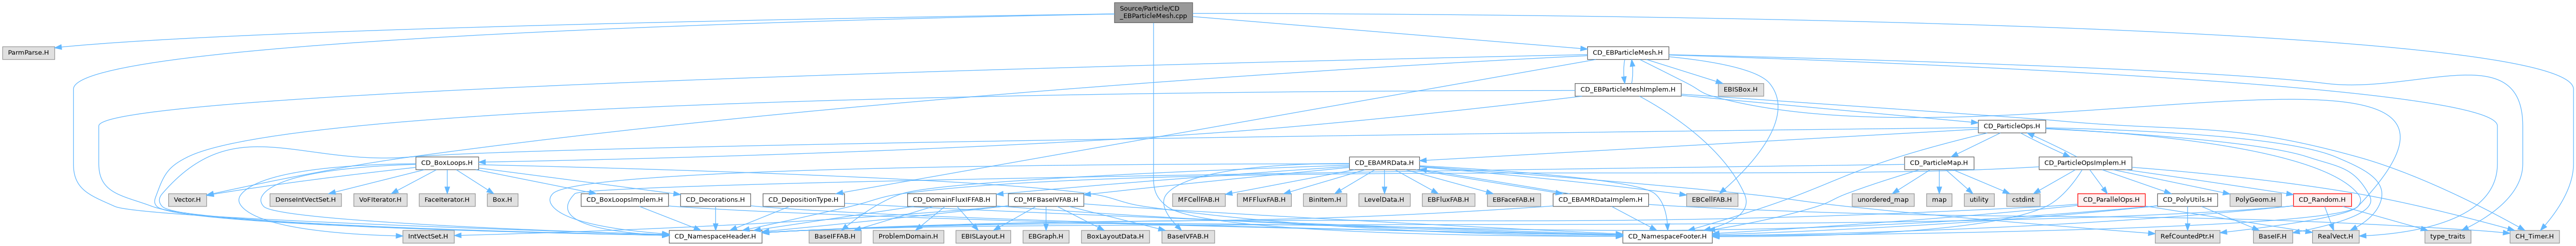 Source/Particle/CD
_EBParticleMesh.cpp
ParmParse.H
CD_EBParticleMesh.H
CD_EBParticleMeshImplem.H
EBISBox.H
CD_ParticleOps.H
CD_BoxLoops.H
CD_EBAMRData.H
CD_ParticleMap.H
CD_ParticleOpsImplem.H
Vector.H
DenseIntVectSet.H
VoFIterator.H
FaceIterator.H
Box.H
CD_BoxLoopsImplem.H
CD_Decorations.H
CD_DepositionType.H
CD_DomainFluxIFFAB.H
CD_MFBaseIVFAB.H
MFCellFAB.H
MFFluxFAB.H
BinItem.H
LevelData.H
EBFluxFAB.H
EBFaceFAB.H
CD_EBAMRDataImplem.H
EBCellFAB.H
unordered_map
map
utility
cstdint
CD_ParallelOps.H
CD_PolyUtils.H
PolyGeom.H
CD_Random.H
IntVectSet.H
CD_NamespaceHeader.H
BaseIFFAB.H
ProblemDomain.H
EBISLayout.H
EBGraph.H
BoxLayoutData.H
BaseIVFAB.H
CD_NamespaceFooter.H
RefCountedPtr.H
BaseIF.H
RealVect.H
type_traits
CH_Timer.H